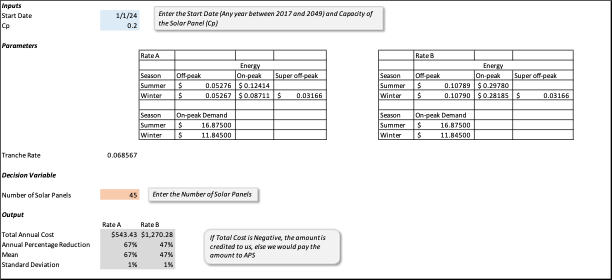 Inputs
Start Date 1/1/24
Cp 0.2
Enter the Start Date (Any year between 2017 and 2049) and Capacity of
the Solar Panel (Cp)
Parameters
Rate A
Energy
Season Off-peak On-peak Super off-peak
Summer $ 0.05276 $0.12414
Winter $ 0.05267 $0.08711 $ 0.03166
Season On-peak Demand
Summer $ 16.87500
Winter $ 11.84500
Rate B
Energy
Season Off-peak On-peak Super off-peak
Summer $ 0.10789 $0.29780
Winter $ 0.10790 $0.28185 $ 0.03166
Season On-peak Demand
Summer $ 16.87500
Winter $ 11.84500
Tranche Rate 0.068567
Decision Variable
Number of Solar Panels 45
Enter the Number of Solar Panels
Output
Rate A Rate B
Total Annual Cost $543.43 $1,270.28
Annual Percentage Reduction 67% 47%
Mean 67% 47%
Standard Deviation 1% 1%
If Total Cost is Negative, the amount is
credited to us, else we would pay the
amount to APS